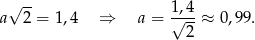 a√2 = 1,4 ⇒ a = 1,4/√2 ≈ 0,99.